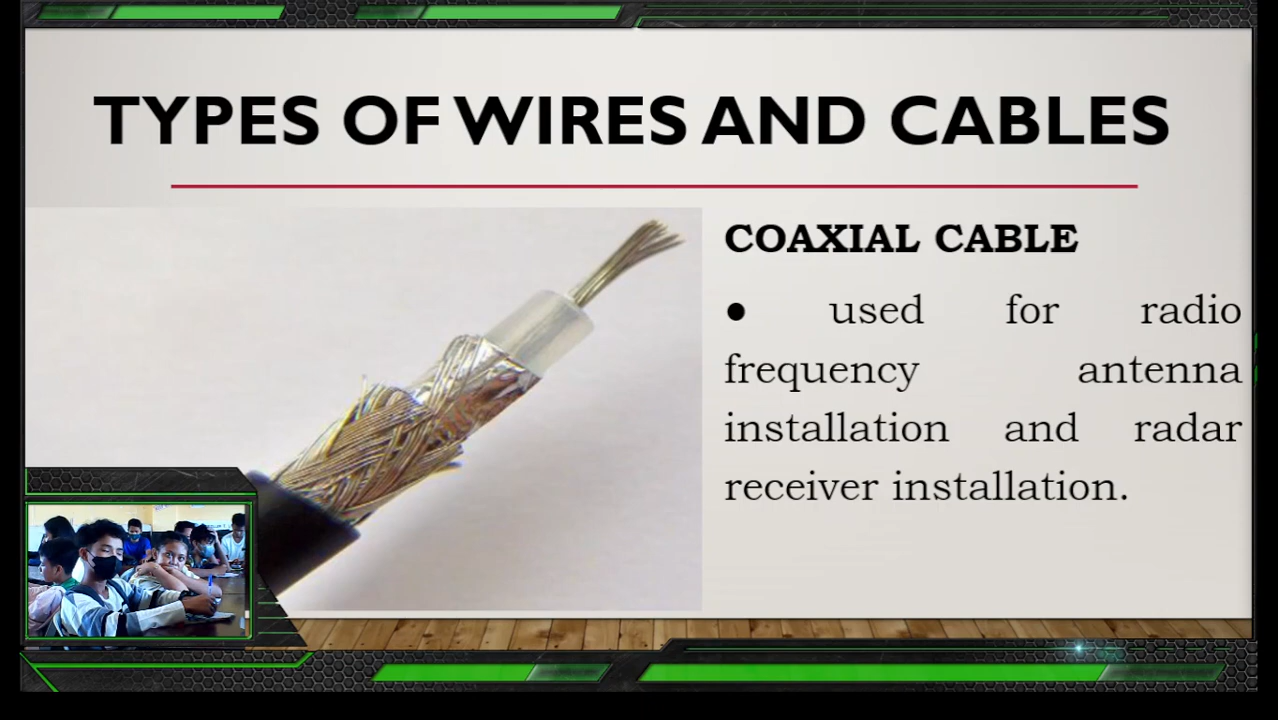 TYPES OF WIRES AND CABLES
COAXIAL CABLE
● used for radio
frequency antenna
installation and radar
receiver installation.